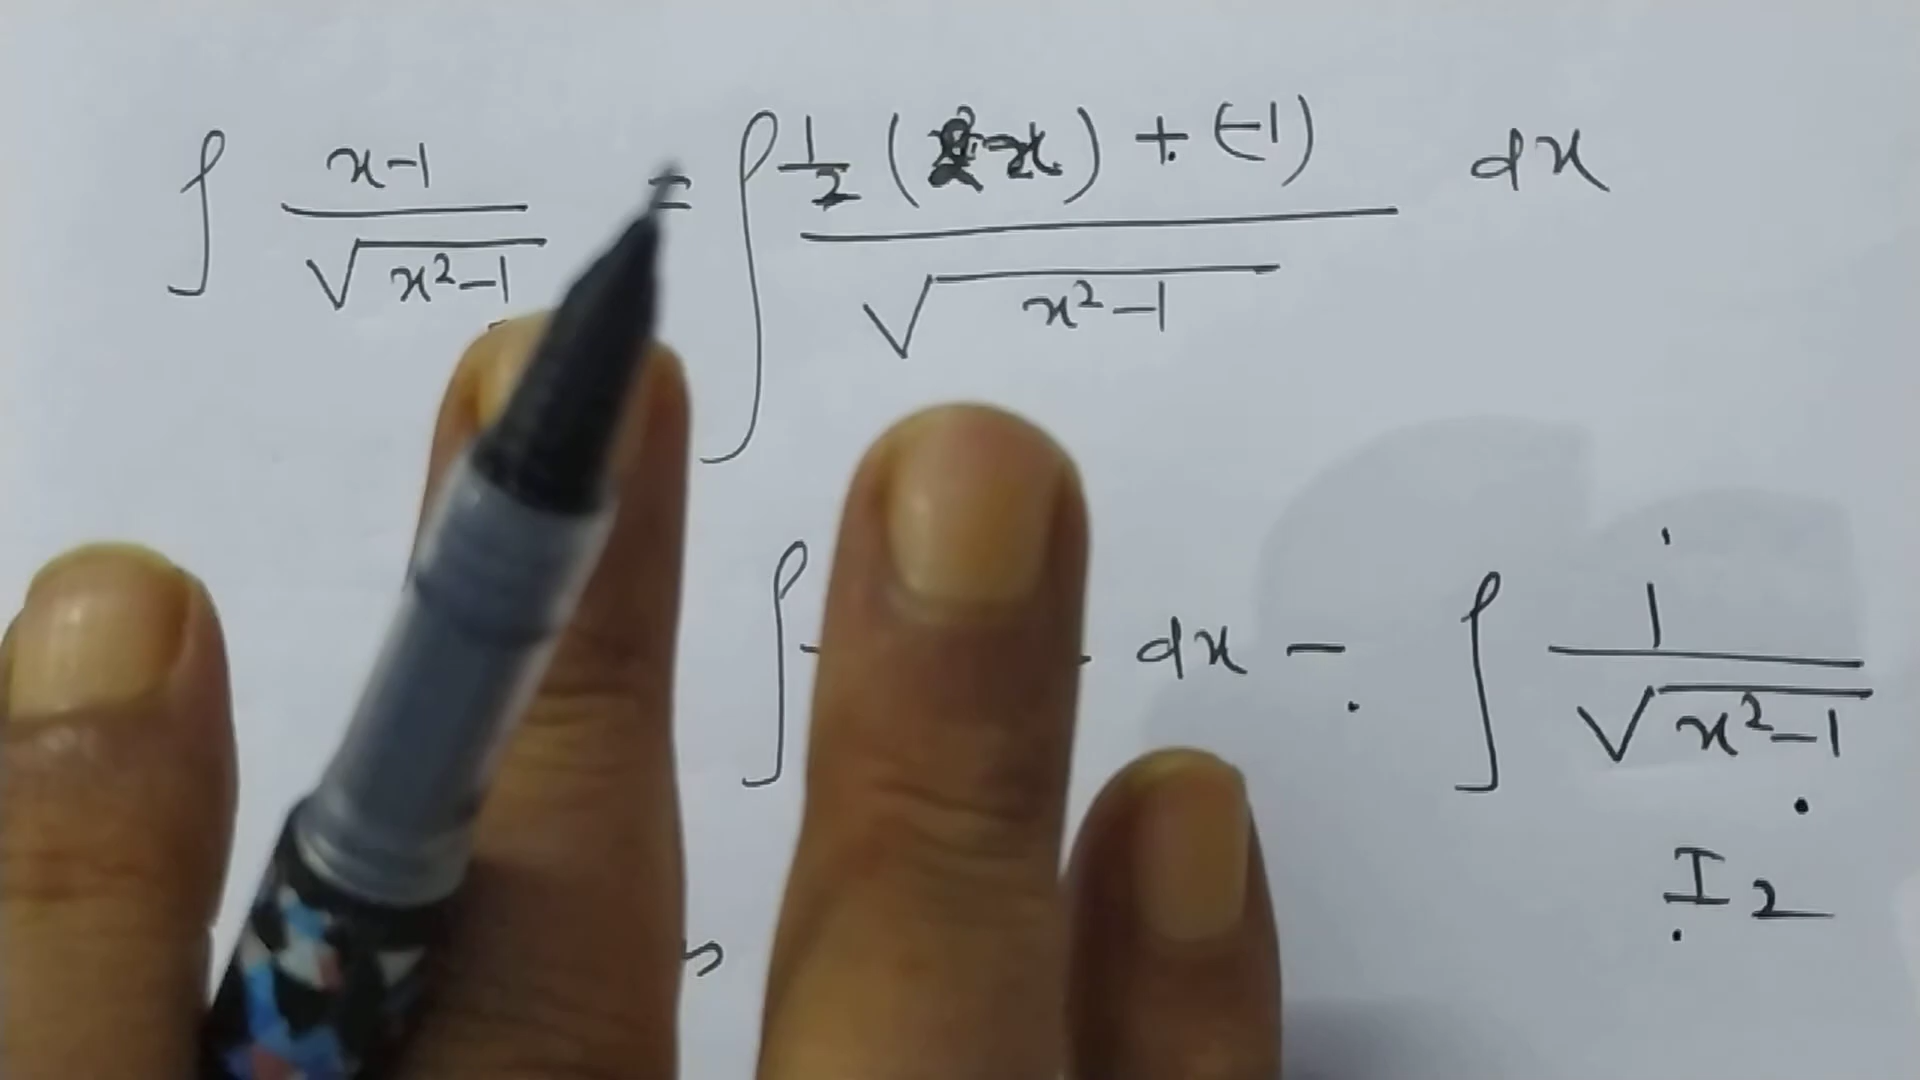 ∫ x-1 / √x²-1 = ∫ 1/2 (2x) + (-1) / √x²-1 dx
∫ dx - ∫ 1 / √x²-1
I₂